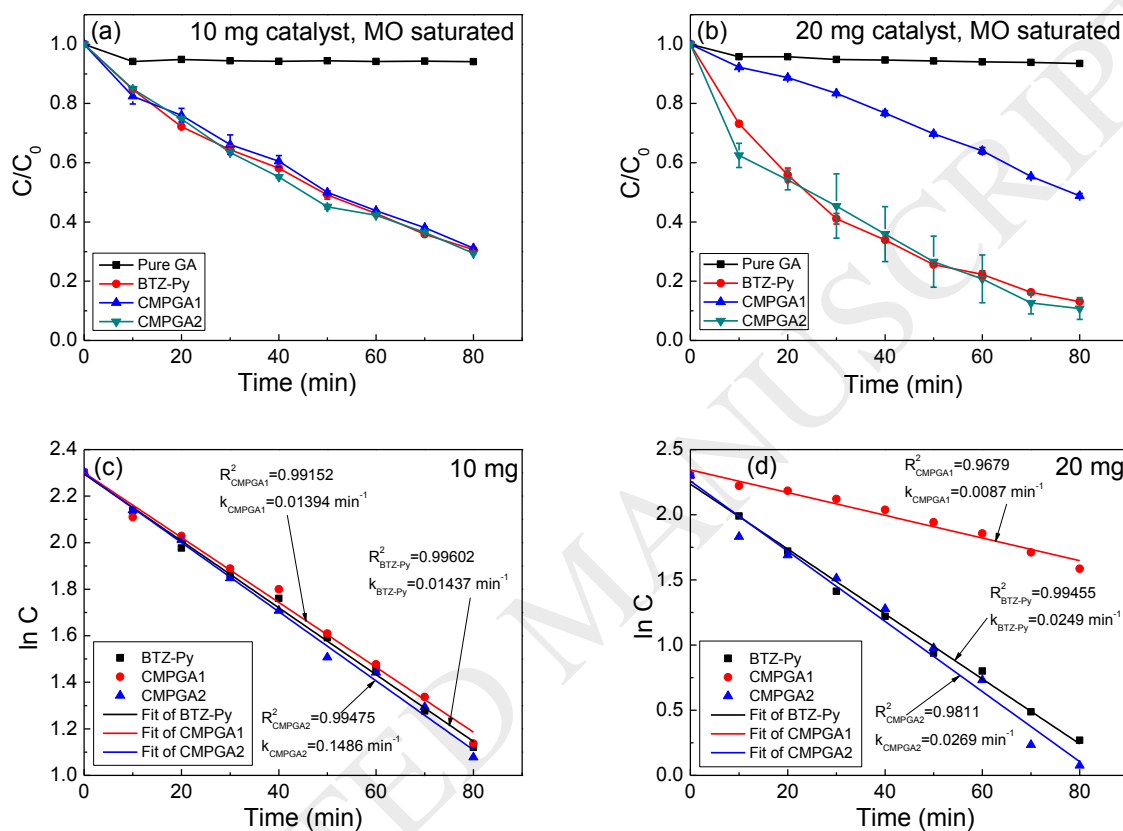 (a) 10 mg catalyst, MO saturated
1.0
0.8
0.6
0.4
0.2
0.0
C/C0
Pure GA
BTZ-Py
CMPGA1
CMPGA2
0 20 40 60 80
Time (min)
(b) 20 mg catalyst, MO saturated
1.0
0.8
0.6
0.4
0.2
0.0
C/C0
Pure GA
BTZ-Py
CMPGA1
CMPGA2
0 20 40 60 80
Time (min)
(c) 10 mg
2.4
2.2
2.0
1.8
1.6
1.4
1.2
1.0
ln C
R²CMPGA1=0.99152
kCMPGA1=0.01394 min⁻¹
R²BTZ-Py=0.99602
kBTZ-Py=0.01437 min⁻¹
R²CMPGA2=0.99475
kCMPGA2=0.1486 min⁻¹
BTZ-Py
CMPGA1
CMPGA2
Fit of BTZ-Py
Fit of CMPGA1
Fit of CMPGA2
0 20 40 60 80
Time (min)
(d) 20 mg
2.5
2.0
1.5
1.0
0.5
0.0
ln C
R²CMPGA1=0.9679
kCMPGA1=0.0087 min⁻¹
R²BTZ-Py=0.99455
kBTZ-Py=0.0249 min⁻¹
R²CMPGA2=0.9811
kCMPGA2=0.0269 min⁻¹
BTZ-Py
CMPGA1
CMPGA2
Fit of BTZ-Py
Fit of CMPGA1
Fit of CMPGA2
0 20 40 60 80
Time (min)
TED MANUSCRIPT